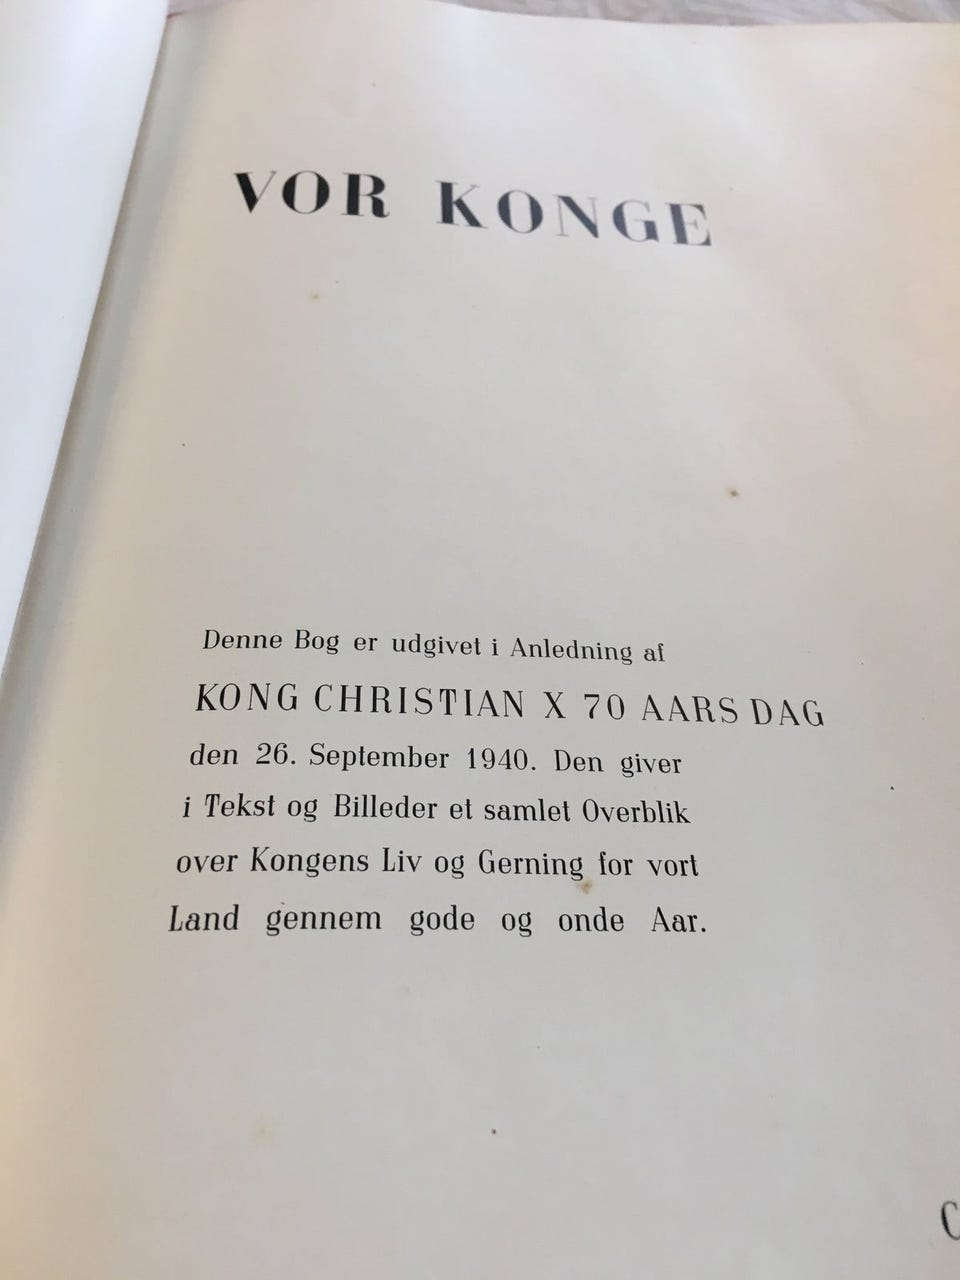 VOR KONGE
Denne Bog er udgivet i Anledning af
KONG CHRISTIAN X 70 AARS DAG
den 26. September 1940. Den giver
i Tekst og Billeder et samlet Overblik
over Kongens Liv og Gerning for vort
Land gennem gode og onde Aar.